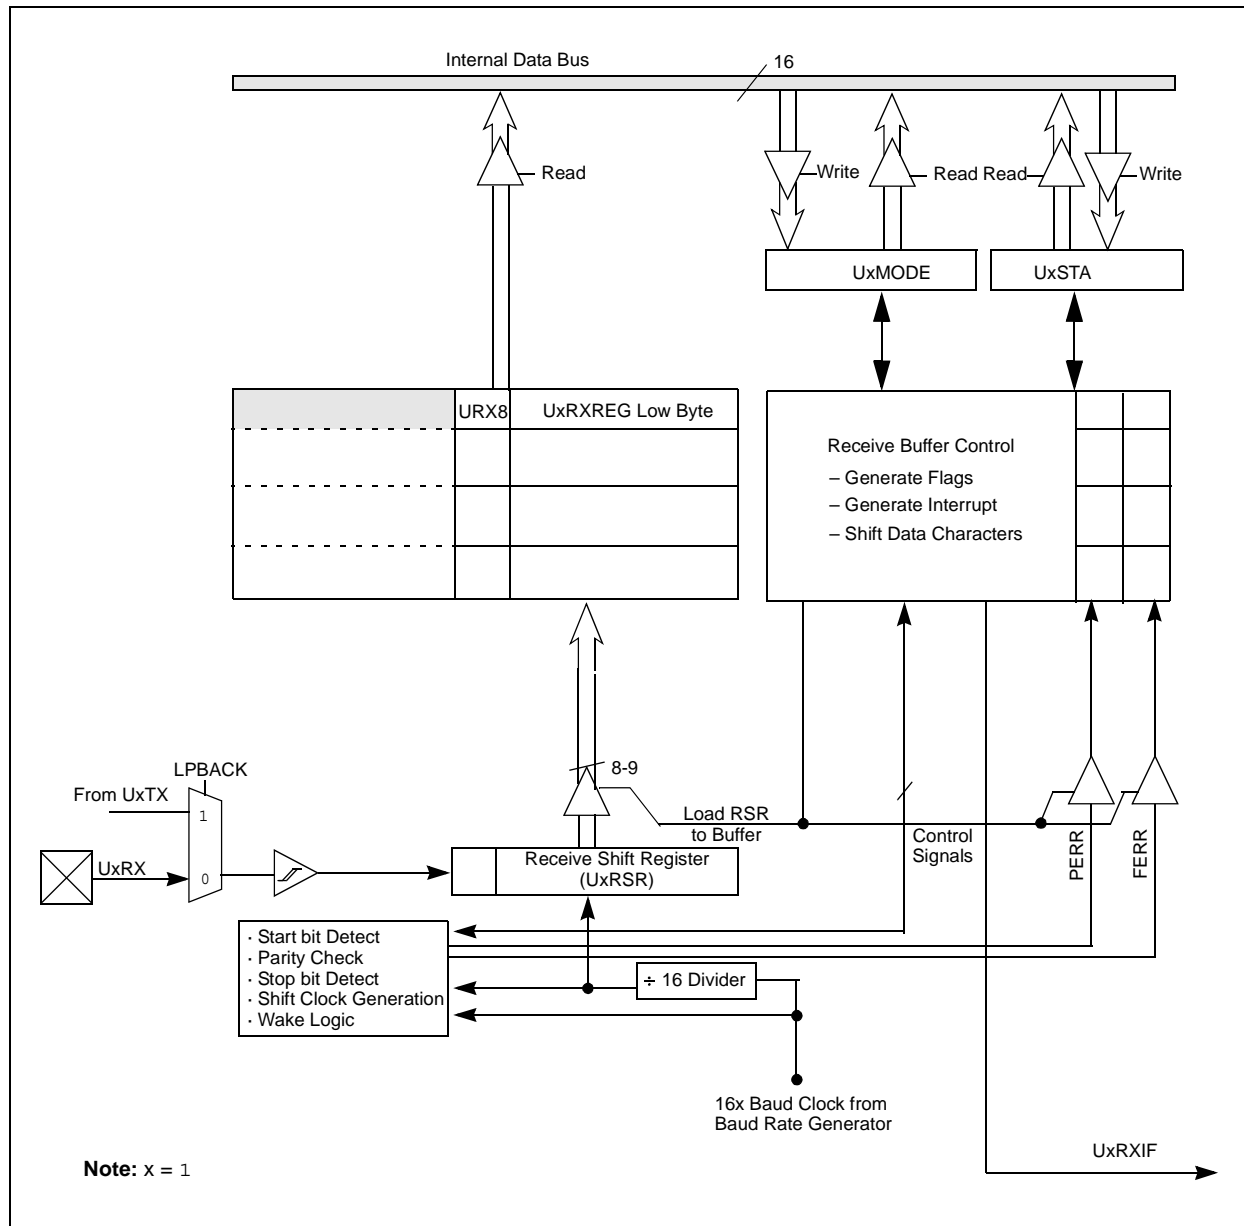 Internal Data Bus
16
Read
Write
Read Read
Write
UxMODE
UxSTA
URX8
UxRXREG Low Byte
Receive Buffer Control
– Generate Flags
– Generate Interrupt
– Shift Data Characters
LPBACK
From UxTX
1
UxRX
0
8-9
Load RSR
to Buffer
Control
Signals
PERR
FERR
Receive Shift Register
(UxRSR)
· Start bit Detect
· Parity Check
· Stop bit Detect
· Shift Clock Generation
· Wake Logic
÷ 16 Divider
16x Baud Clock from
Baud Rate Generator
UxRXIF
Note: x = 1